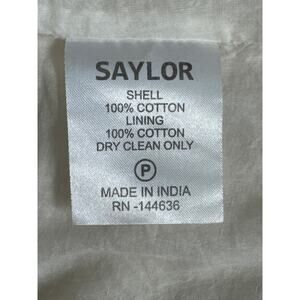 SAYLOR
SHELL
100% COTTON
LINING
100% COTTON
DRY CLEAN ONLY
P
MADE IN INDIA
RN -144636